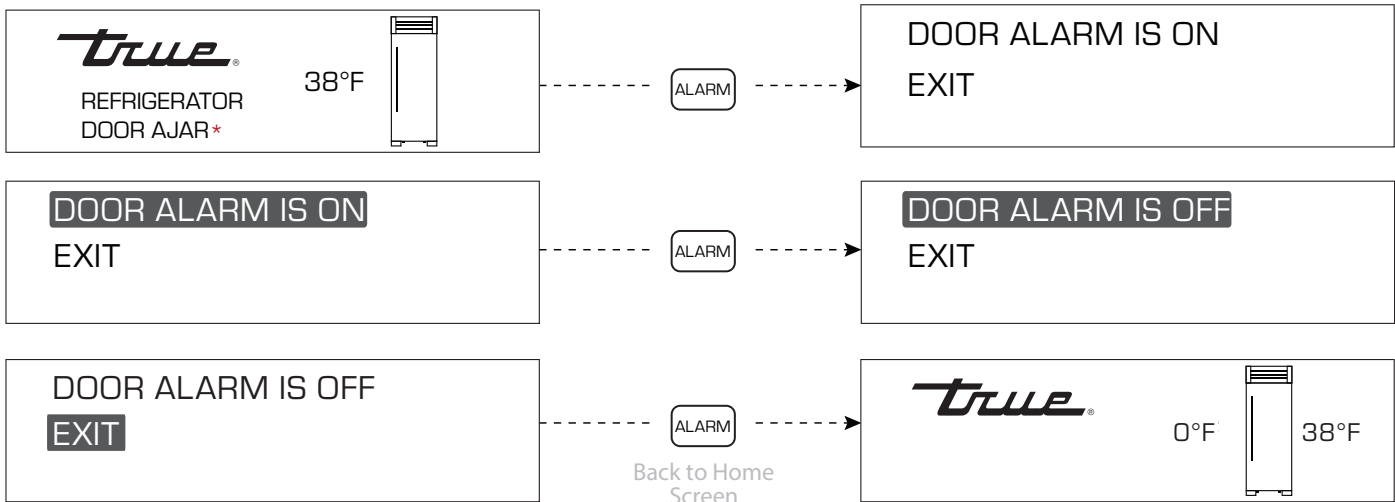 true®
REFRIGERATOR
DOOR AJAR*
38°F
ALARM
DOOR ALARM IS ON
EXIT
DOOR ALARM IS ON
EXIT
ALARM
DOOR ALARM IS OFF
EXIT
DOOR ALARM IS OFF
EXIT
ALARM
Back to Home
Screen
true®
0°F
38°F